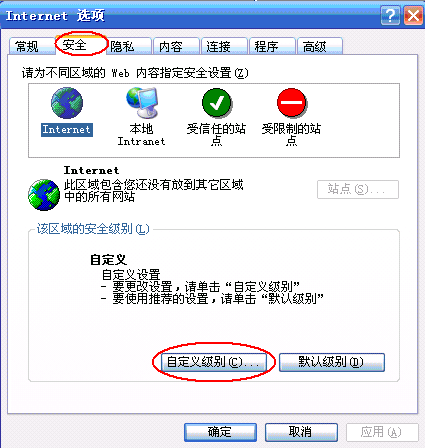 Internet 选项
常规 安全 隐私 内容 连接 程序 高级
请为不同区域的 Web 内容指定安全设置(Z)
Internet 本地 Intranet 受信任的站点 受限制的站点
Internet
此区域包含您还没有放到其它区域
中的所有网站
站点(S)...
该区域的安全级别(L)
自定义
自定义设置
- 要更改设置，请单击“自定义级别”
- 要使用推荐的设置，请单击“默认级别”
自定义级别(C)... 默认级别(D)
确定 取消 应用(A)